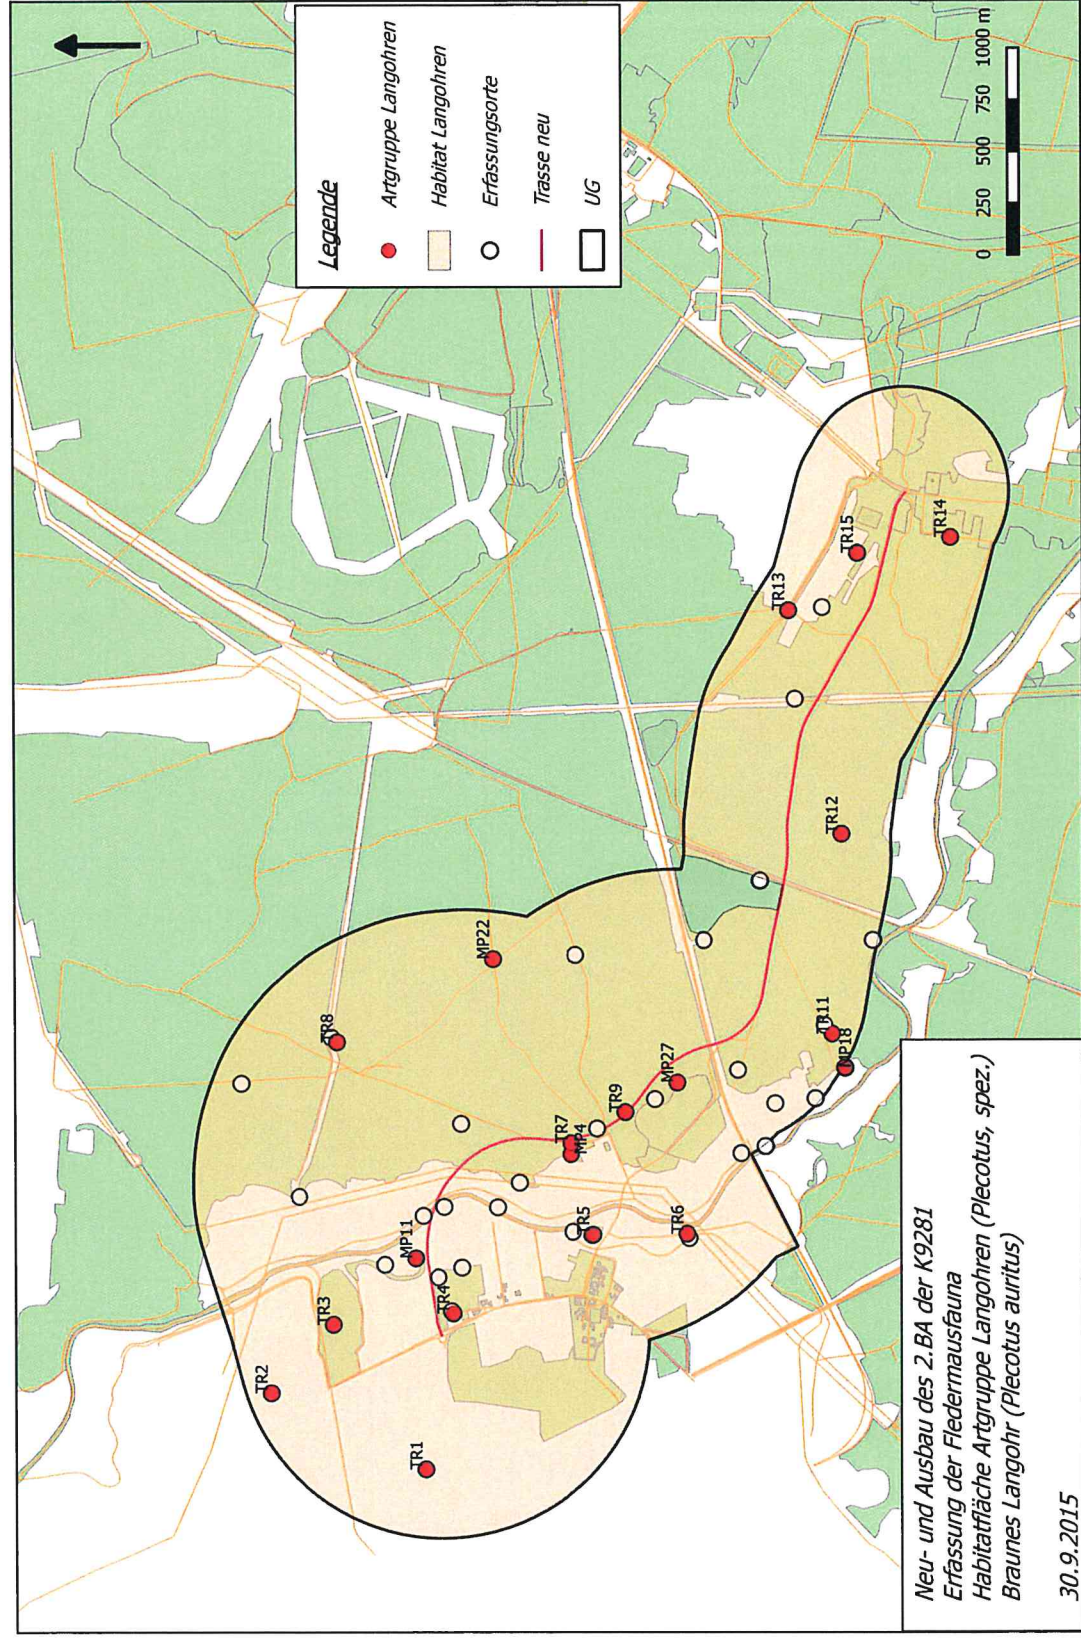 Legende
Artgruppe Langohren
Habitat Langohren
Erfassungsorte
Trasse neu
UG
0 250 500 750 1000 m
TR1
TR2
TR3
TR4
MP11
TR5
TR6
TR7
MP4
TR9
MP27
TR8
MP22
TR11
MP18
TR12
TR13
TR15
TR14
Neu- und Ausbau des 2.BA der K9281
Erfassung der Fledermausfauna
Habitatfläche Artgruppe Langohren (Plecotus, spez.)
Braunes Langohr (Plecotus auritus)
30.9.2015